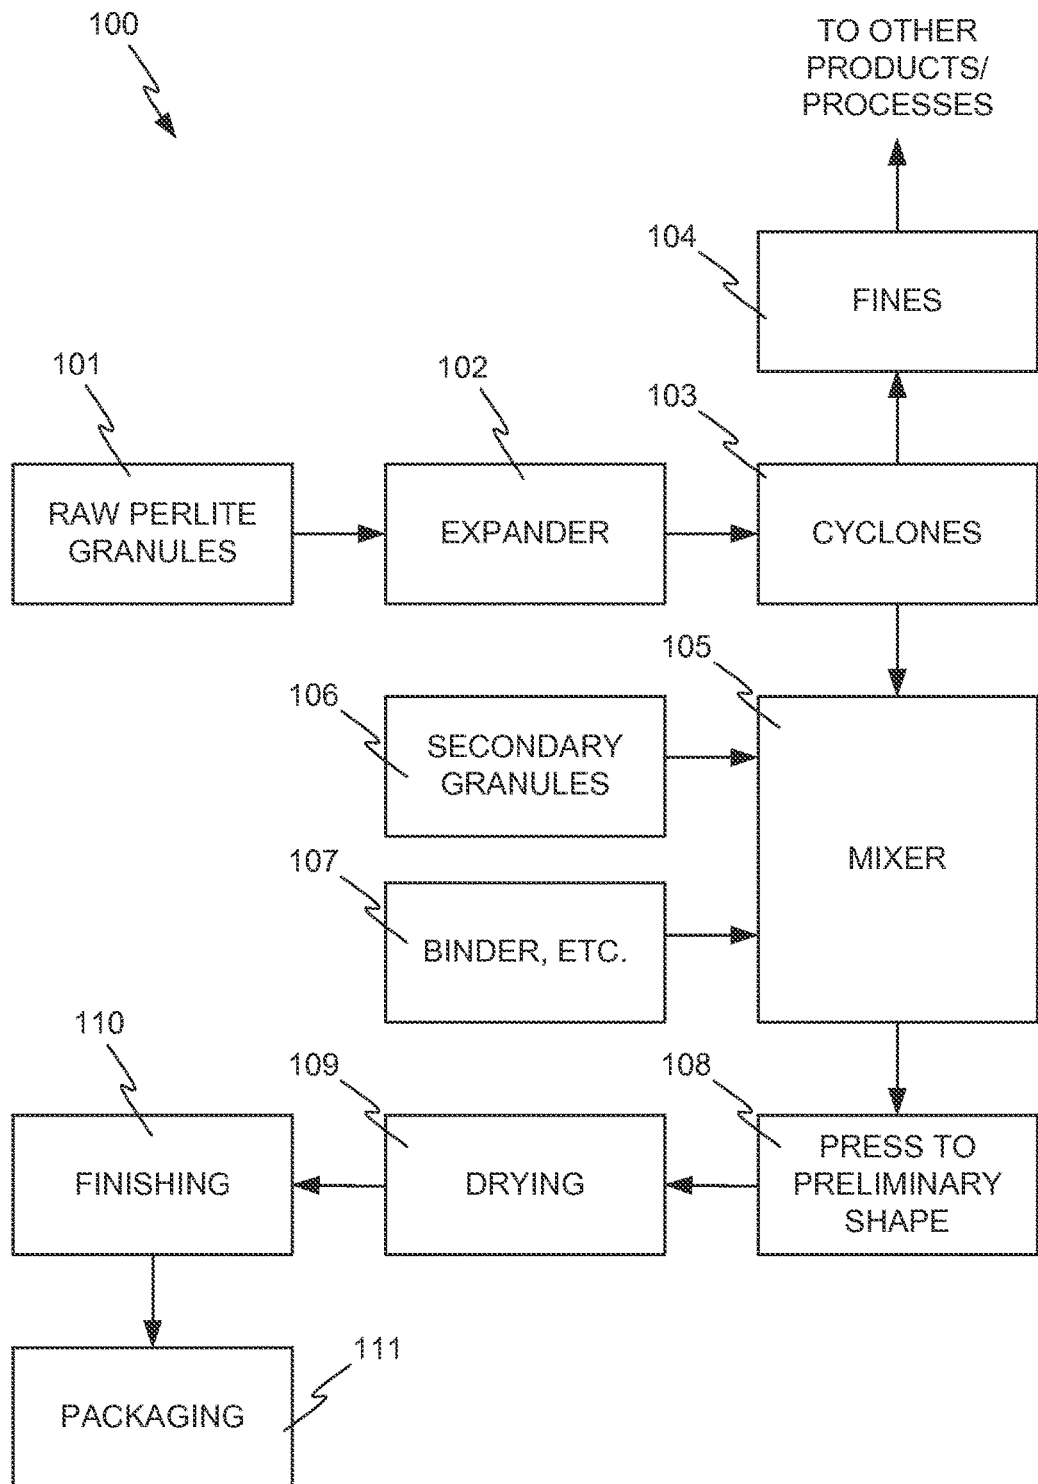 100
TO OTHER
PRODUCTS/
PROCESSES
104
FINES
101
102
103
RAW PERLITE
GRANULES
EXPANDER
CYCLONES
105
106
SECONDARY
GRANULES
MIXER
107
BINDER, ETC.
110
109
108
FINISHING
DRYING
PRESS TO
PRELIMINARY
SHAPE
111
PACKAGING